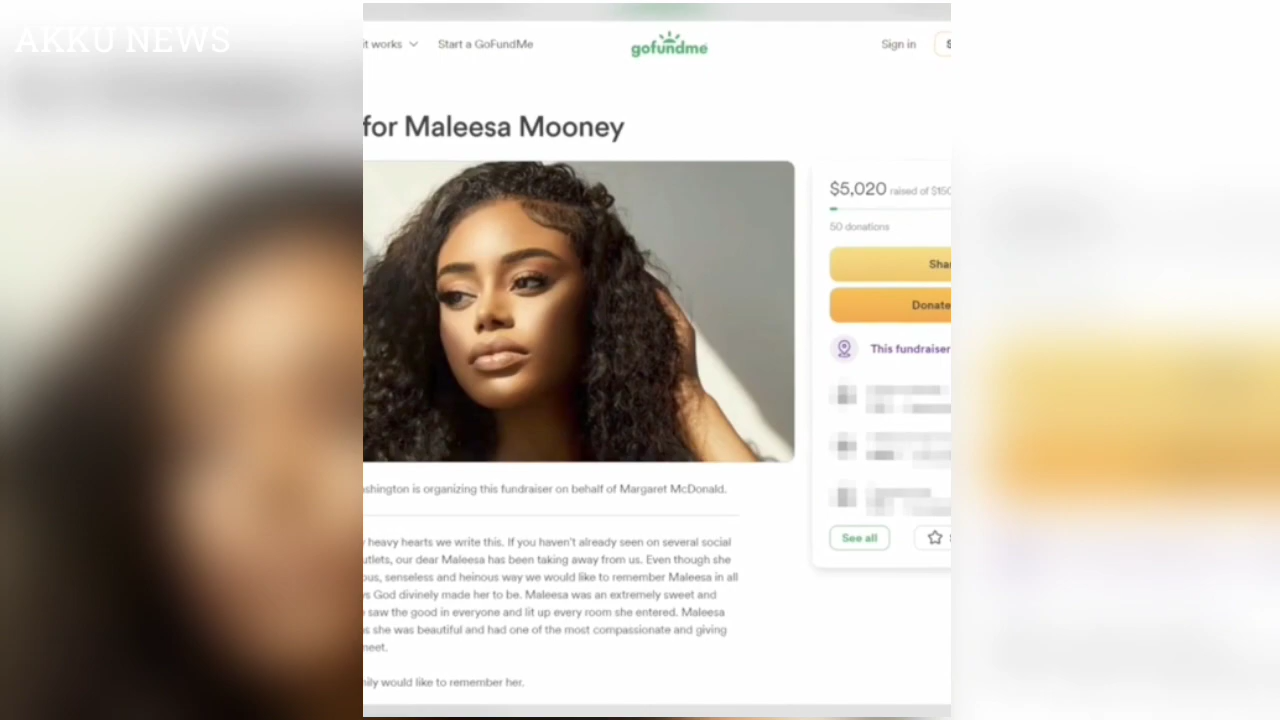 AKKU NEWS
it works
Start a GoFundMe
gofundme
Sign in
for Maleesa Mooney
$5,020 raised of $150
50 donations
Donate
This fundraiser
See all
is organizing this fundraiser on behalf of Margaret McDonald.
heavy hearts we write this. If you haven't already seen on several social
our dear Maleesa has been taking away from us. Even though she
senseless and heinous way we would like to remember Maleesa in all
God divinely made her to be. Maleesa was an extremely sweet and
saw the good in everyone and lit up every room she entered. Maleesa
she was beautiful and had one of the most compassionate and giving
would like to remember her.